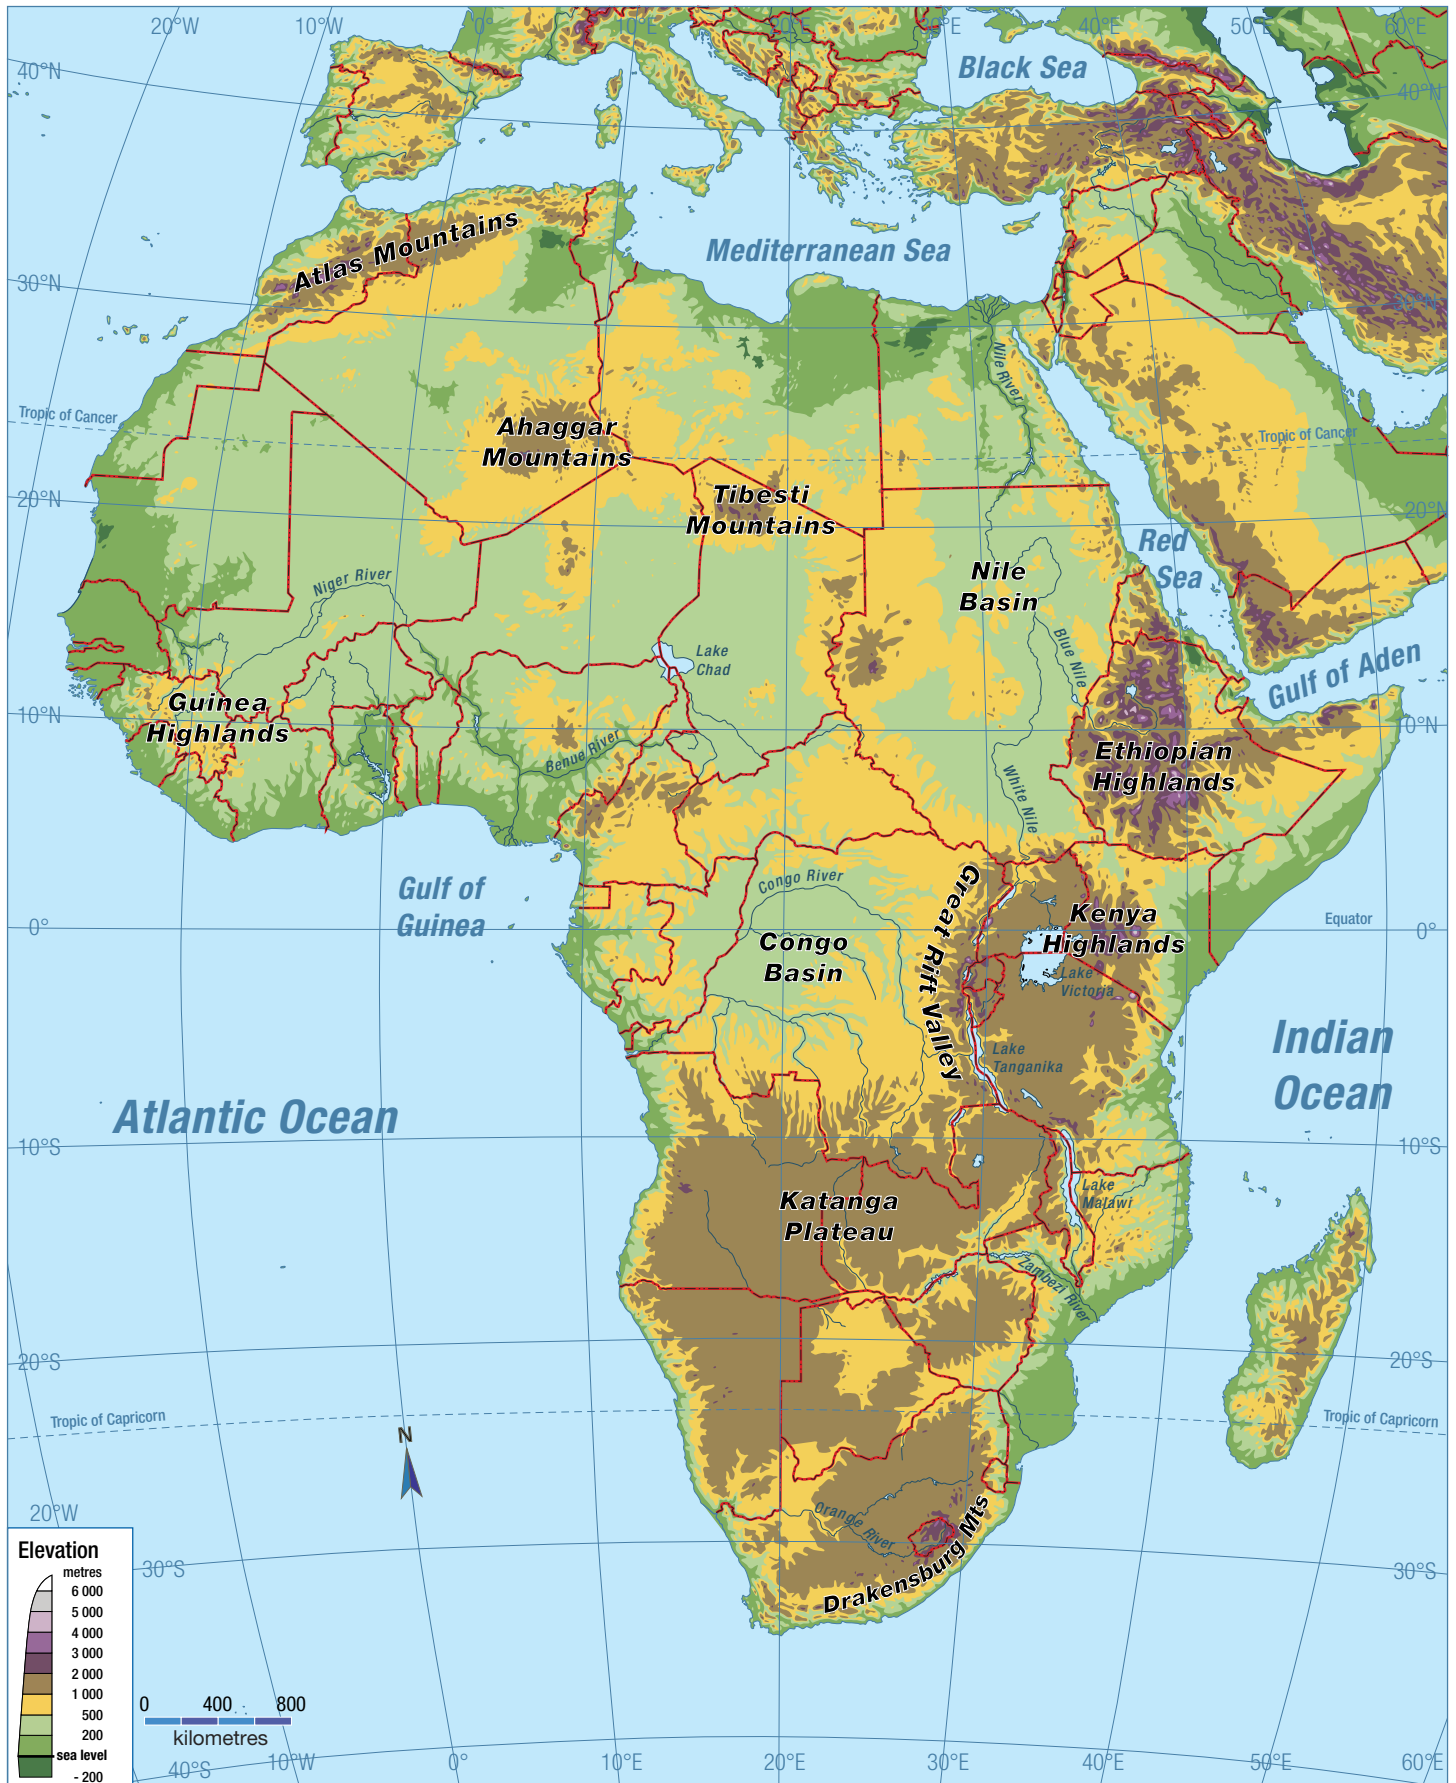 20°W
10°W
0°
10°E
20°E
30°E
40°E
50°E
60°E
40°N
Black Sea
40°N
Mediterranean Sea
Atlas Mountains
30°N
30°N
Nile River
Tropic of Cancer
Tropic of Cancer
Ahaggar
Mountains
Tibesti
Mountains
20°N
20°N
Red
Sea
Nile
Basin
Niger River
Blue Nile
Lake
Chad
Gulf of Aden
Guinea
Highlands
10°N
10°N
Benue River
Ethiopian
Highlands
White Nile
Gulf of
Guinea
Congo River
Great Rift Valley
Kenya
Highlands
Equator
0°
0°
Congo
Basin
Lake
Victoria
Indian
Ocean
Lake
Tanganika
Atlantic Ocean
10°S
10°S
Lake
Malawi
Katanga
Plateau
Zambezi River
20°S
20°S
Tropic of Capricorn
Tropic of Capricorn
N
Orange River
Drakensburg Mts
20°W
30°S
30°S
Elevation
metres
6 000
5 000
4 000
3 000
2 000
1 000
500
200
sea level
- 200
0 400 800
kilometres
40°S
10°W
0°
10°E
20°E
30°E
40°E
50°E
60°E